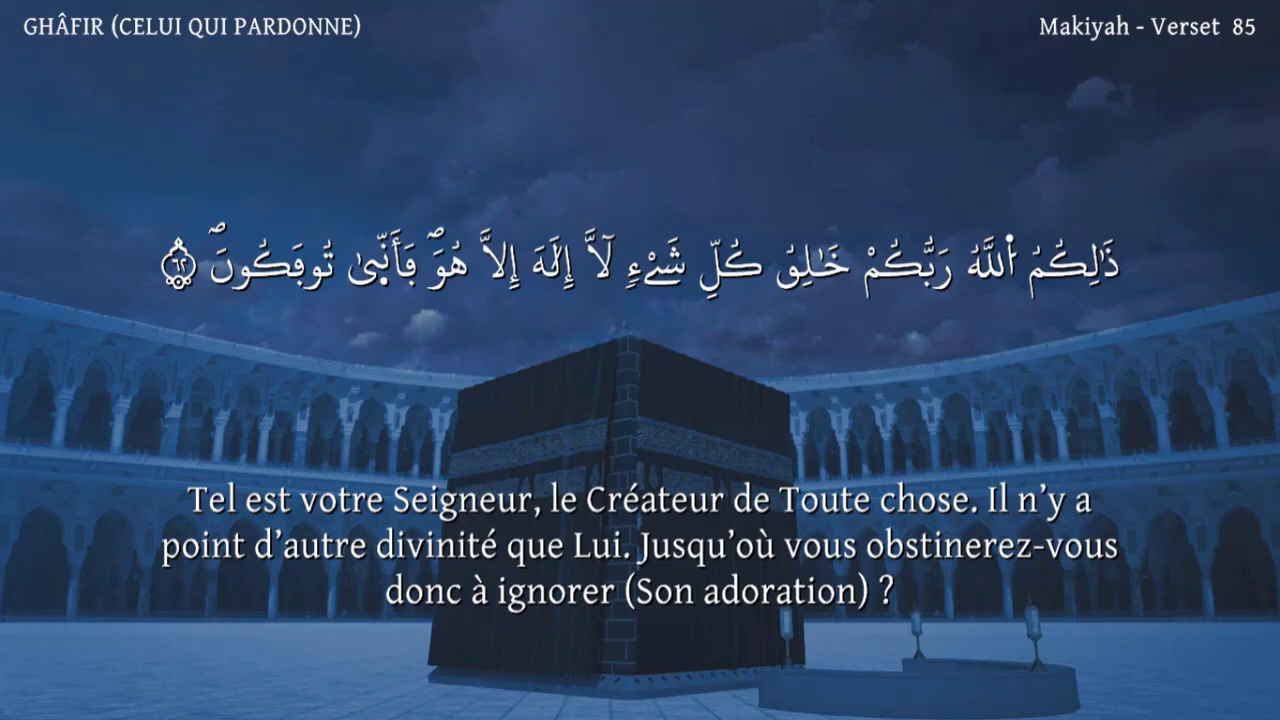 GHÂFIR (CELUI QUI PARDONNE)
Makiyah - Verset 85
ذَٰلِكُمُ ٱللَّهُ رَبُّكُمْ خَٰلِقُ كُلِّ شَےْءٖ لَّآ إِلَٰهَ إِلَّا هُوَۖ فَأَنّ۪يٰ تُوفَكُونَۖ ٦٢
Tel est votre Seigneur, le Créateur de Toute chose. Il n’y a
point d’autre divinité que Lui. Jusqu’où vous obstinerez-vous
donc à ignorer (Son adoration) ?